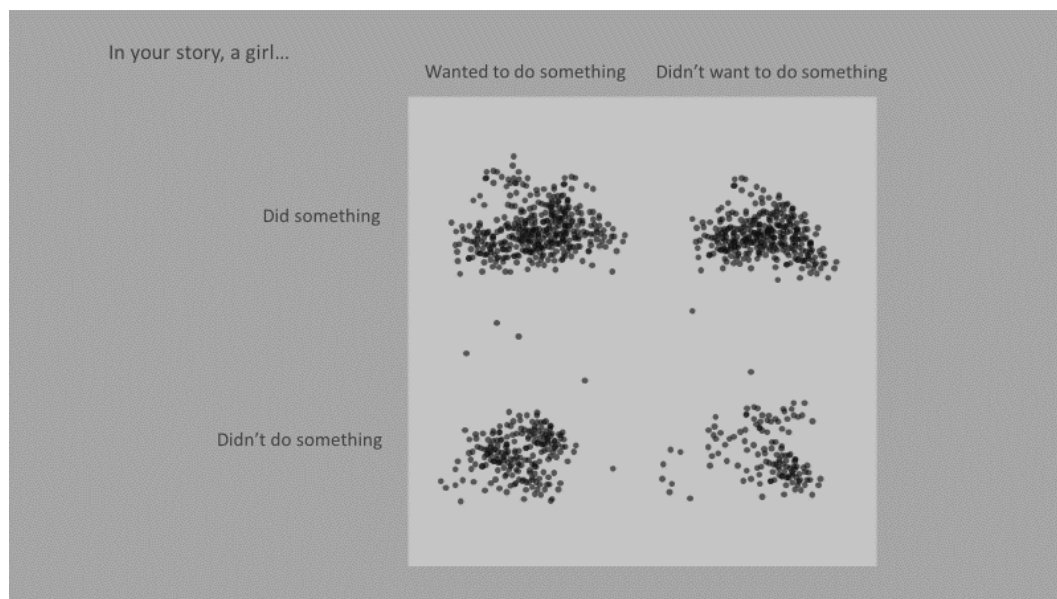 In your story, a girl...
Wanted to do something
Didn't want to do something
Did something
Didn't do something